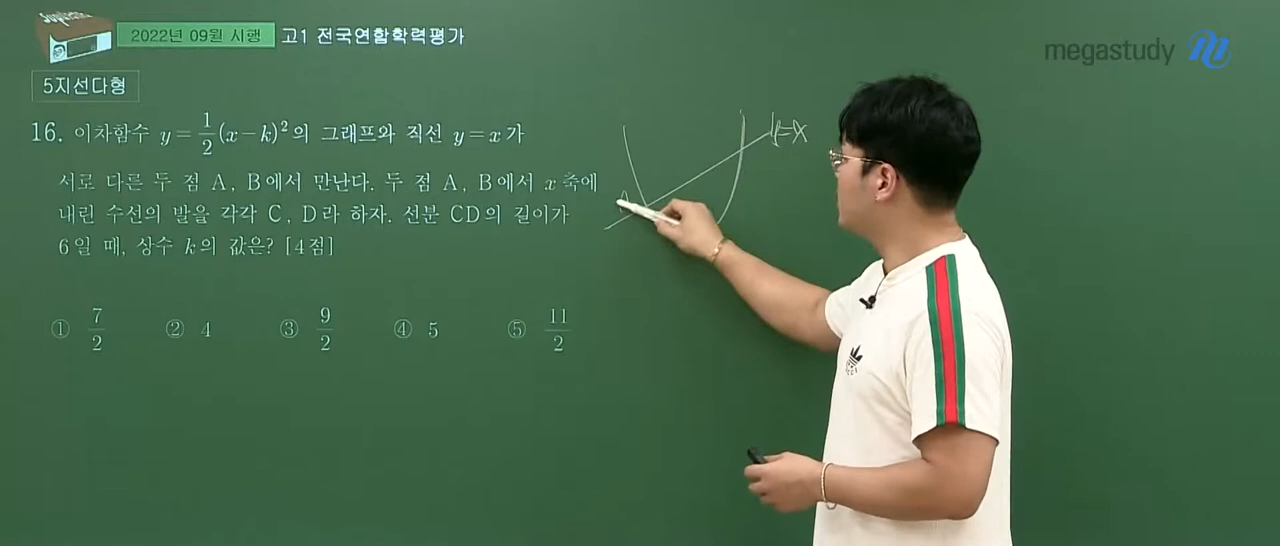 2022년 09월 시행 고1 전국연합학력평가
megastudy
5지선다형
16. 이차함수 y=\frac{1}{2}(x-k)^2의 그래프와 직선 y=x가
서로 다른 두 점 A, B에서 만난다. 두 점 A, B에서 x축에
내린 수선의 발을 각각 C, D라 하자. 선분 CD의 길이가
6일 때, 상수 k의 값은? [4점]
① \frac{7}{2} ② 4 ③ \frac{9}{2} ④ 5 ⑤ \frac{11}{2}
y=x